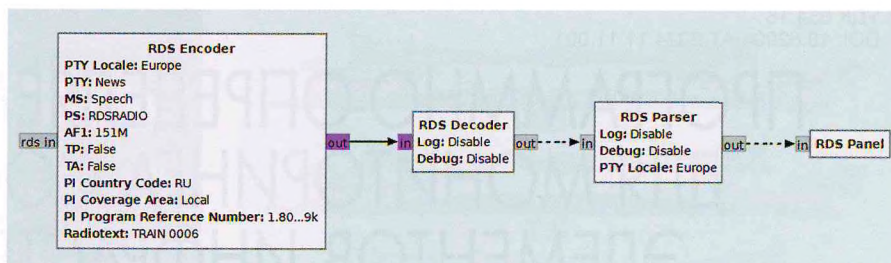 RDS Encoder
PTY Locale: Europe
PTY: News
MS: Speech
PS: RDSRADIO
AF1: 151M
TP: False
TA: False
PI Country Code: RU
PI Coverage Area: Local
PI Program Reference Number: 1.80...9k
Radiotext: TRAIN 0006
rds in
out
in
RDS Decoder
Log: Disable
Debug: Disable
out
in
RDS Parser
Log: Disable
Debug: Disable
PTY Locale: Europe
out
in
RDS Panel